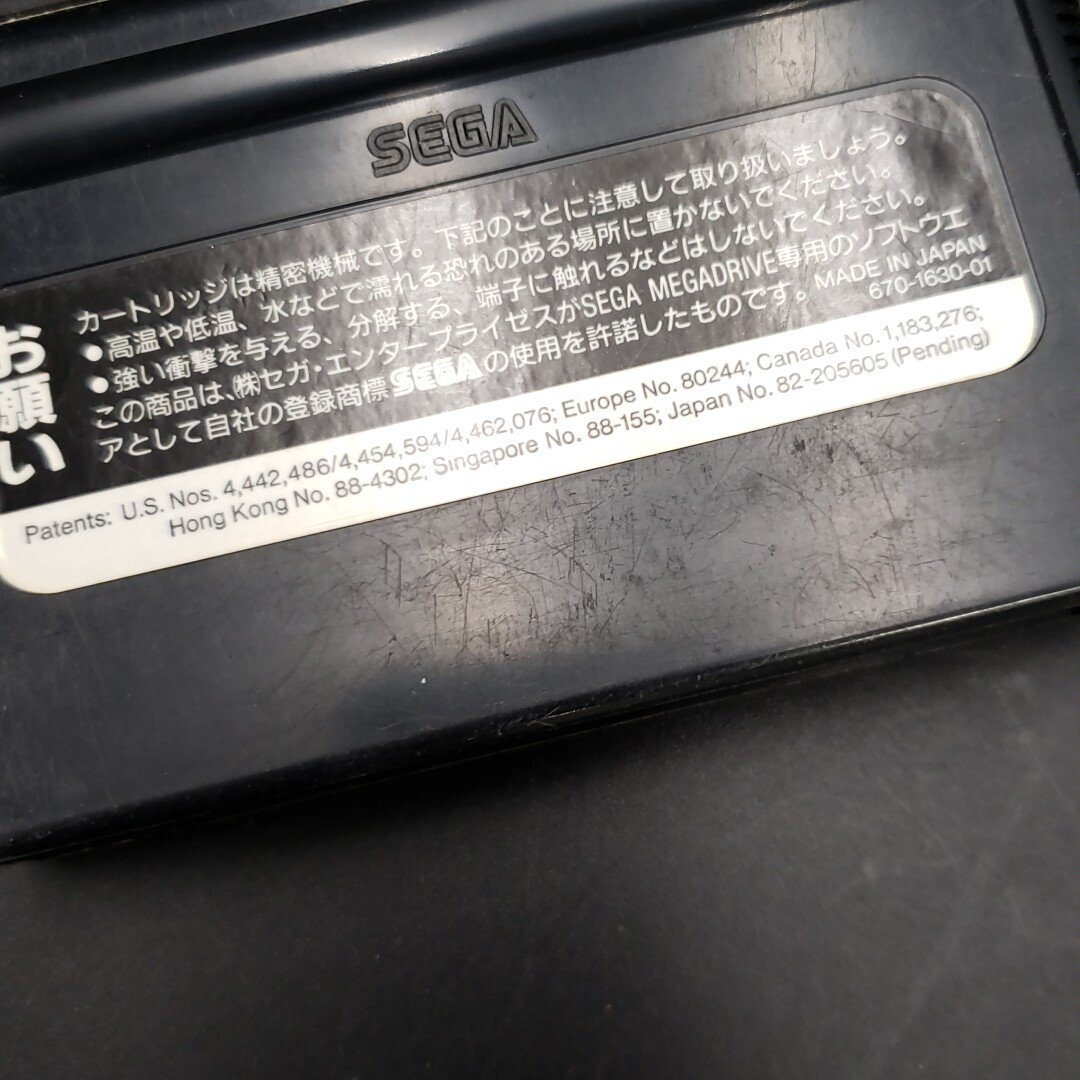 SEGA
お願い
カートリッジは精密機械です。下記のことに注意して取り扱いましょう。
•高温や低温、水などで濡れる恐れのある場所に置かないでください。
•強い衝撃を与える、分解する、端子に触れるなどはしないでください。
この商品は、㈱セガ・エンタープライゼスがSEGA MEGADRIVE専用のソフトウエ
アとして自社の登録商標SEGAの使用を許諾したものです。MADE IN JAPAN
670-1630-01
Patents: U.S. Nos. 4,442,486/4,454,594/4,462,076; Europe No. 80244; Canada No. 1,183,276;
Hong Kong No. 88-4302; Singapore No. 88-155; Japan No. 82-205605 (Pending)